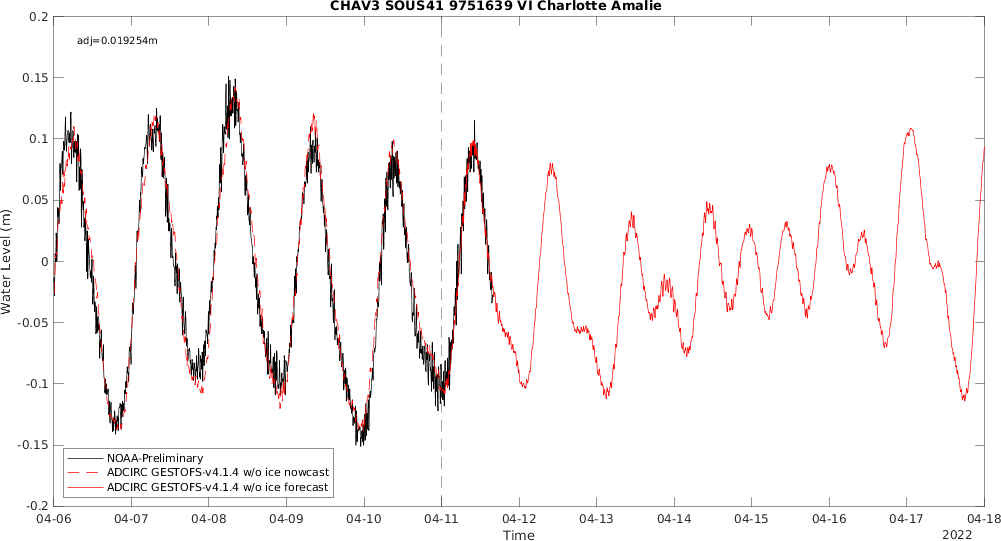 CHAV3 SOUS41 9751639 VI Charlotte Amalie
adj=0.019254m
0.2
0.15
0.1
0.05
0
-0.05
-0.1
-0.15
-0.2
Water Level (m)
NOAA-Preliminary
ADCIRC GESTOFS-v4.1.4 w/o ice nowcast
ADCIRC GESTOFS-v4.1.4 w/o ice forecast
04-06 04-07 04-08 04-09 04-10 04-11 04-12 04-13 04-14 04-15 04-16 04-17 04-18
Time
2022